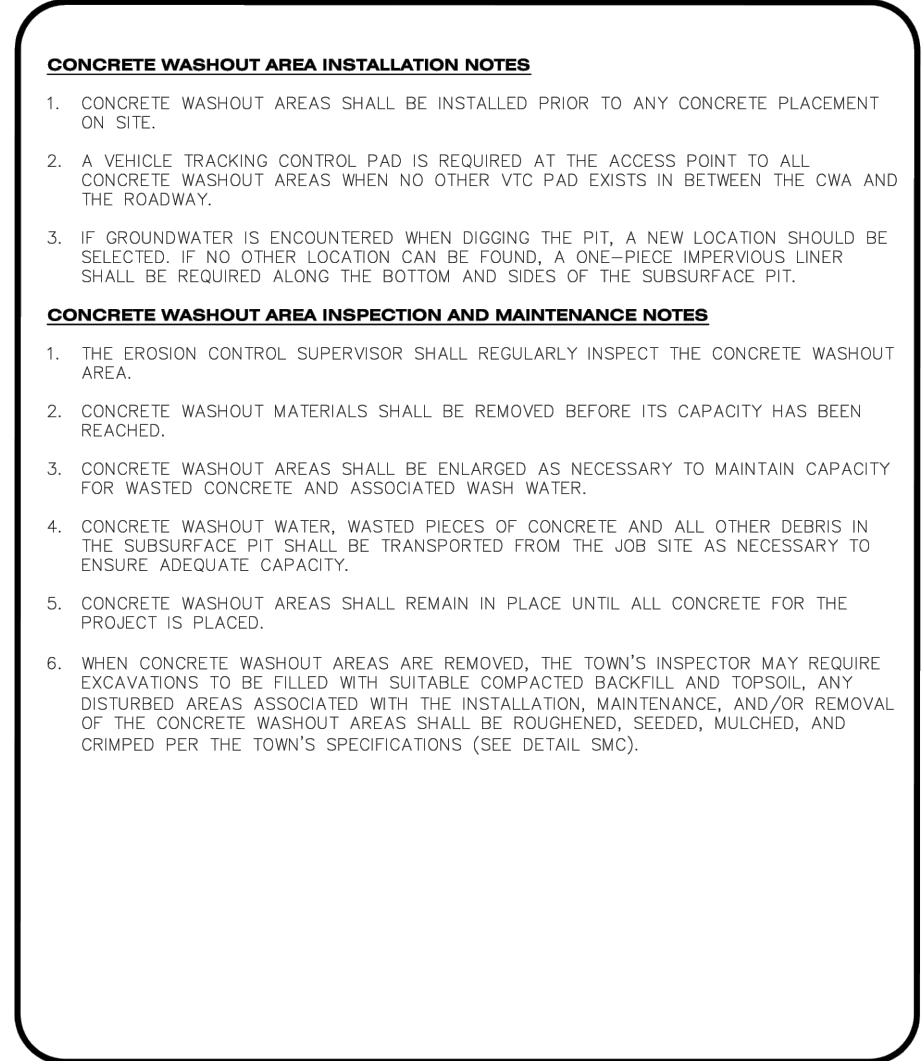 CONCRETE WASHOUT AREA INSTALLATION NOTES
1. CONCRETE WASHOUT AREAS SHALL BE INSTALLED PRIOR TO ANY CONCRETE PLACEMENT
ON SITE.
2. A VEHICLE TRACKING CONTROL PAD IS REQUIRED AT THE ACCESS POINT TO ALL
CONCRETE WASHOUT AREAS WHEN NO OTHER VTC PAD EXISTS IN BETWEEN THE CWA AND
THE ROADWAY.
3. IF GROUNDWATER IS ENCOUNTERED WHEN DIGGING THE PIT, A NEW LOCATION SHOULD BE
SELECTED. IF NO OTHER LOCATION CAN BE FOUND, A ONE-PIECE IMPERVIOUS LINER
SHALL BE REQUIRED ALONG THE BOTTOM AND SIDES OF THE SUBSURFACE PIT.
CONCRETE WASHOUT AREA INSPECTION AND MAINTENANCE NOTES
1. THE EROSION CONTROL SUPERVISOR SHALL REGULARLY INSPECT THE CONCRETE WASHOUT
AREA.
2. CONCRETE WASHOUT MATERIALS SHALL BE REMOVED BEFORE ITS CAPACITY HAS BEEN
REACHED.
3. CONCRETE WASHOUT AREAS SHALL BE ENLARGED AS NECESSARY TO MAINTAIN CAPACITY
FOR WASTED CONCRETE AND ASSOCIATED WASH WATER.
4. CONCRETE WASHOUT WATER, WASTED PIECES OF CONCRETE AND ALL OTHER DEBRIS IN
THE SUBSURFACE PIT SHALL BE TRANSPORTED FROM THE JOB SITE AS NECESSARY TO
ENSURE ADEQUATE CAPACITY.
5. CONCRETE WASHOUT AREAS SHALL REMAIN IN PLACE UNTIL ALL CONCRETE FOR THE
PROJECT IS PLACED.
6. WHEN CONCRETE WASHOUT AREAS ARE REMOVED, THE TOWN'S INSPECTOR MAY REQUIRE
EXCAVATIONS TO BE FILLED WITH SUITABLE COMPACTED BACKFILL AND TOPSOIL, ANY
DISTURBED AREAS ASSOCIATED WITH THE INSTALLATION, MAINTENANCE, AND/OR REMOVAL
OF THE CONCRETE WASHOUT AREAS SHALL BE ROUGHENED, SEEDED, MULCHED, AND
CRIMPED PER THE TOWN'S SPECIFICATIONS (SEE DETAIL SMC).